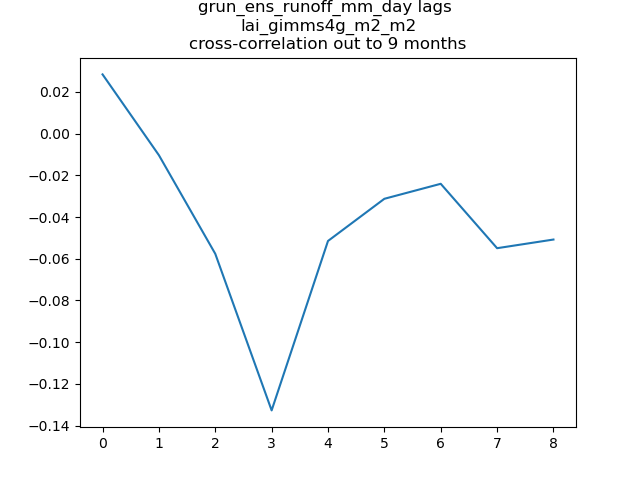 grun_ens_runoff_mm_day lags
lai_gimms4g_m2_m2
cross-correlation out to 9 months
0.02
0.00
−0.02
−0.04
−0.06
−0.08
−0.10
−0.12
−0.14
0 1 2 3 4 5 6 7 8